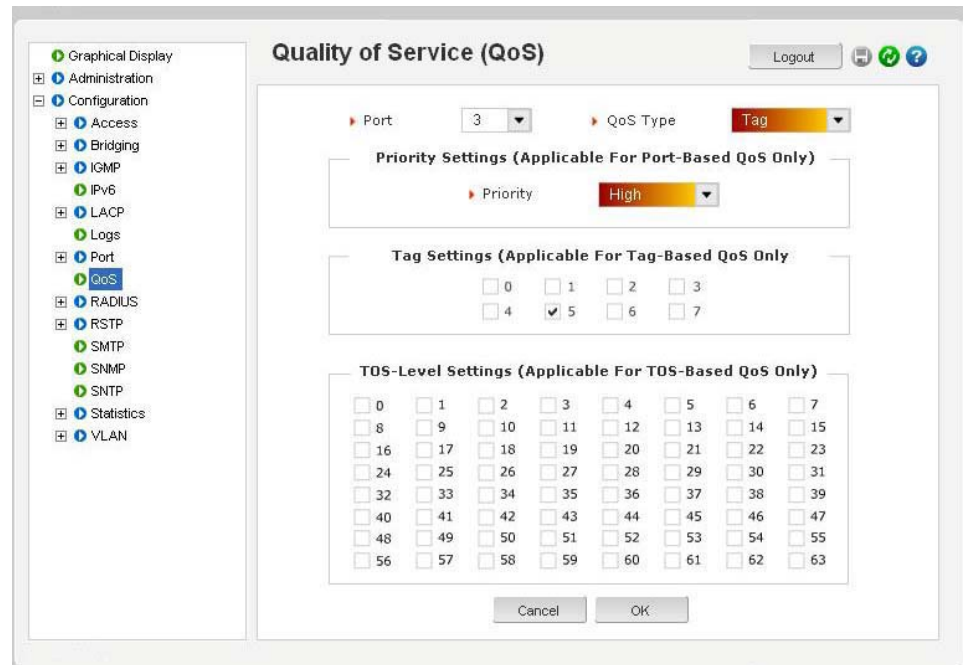 Graphical Display
Administration
Configuration
Access
Bridging
IGMP
IPv6
LACP
Logs
Port
QoS
RADIUS
RSTP
SMTP
SNMP
SNTP
Statistics
VLAN
Quality of Service (QoS)
Logout
Port 3 QoS Type Tag
Priority Settings (Applicable For Port-Based QoS Only)
Priority High
Tag Settings (Applicable For Tag-Based QoS Only
0 1 2 3
4 5 6 7
TOS-Level Settings (Applicable For TOS-Based QoS Only)
0 1 2 3 4 5 6 7
8 9 10 11 12 13 14 15
16 17 18 19 20 21 22 23
24 25 26 27 28 29 30 31
32 33 34 35 36 37 38 39
40 41 42 43 44 45 46 47
48 49 50 51 52 53 54 55
56 57 58 59 60 61 62 63
Cancel OK